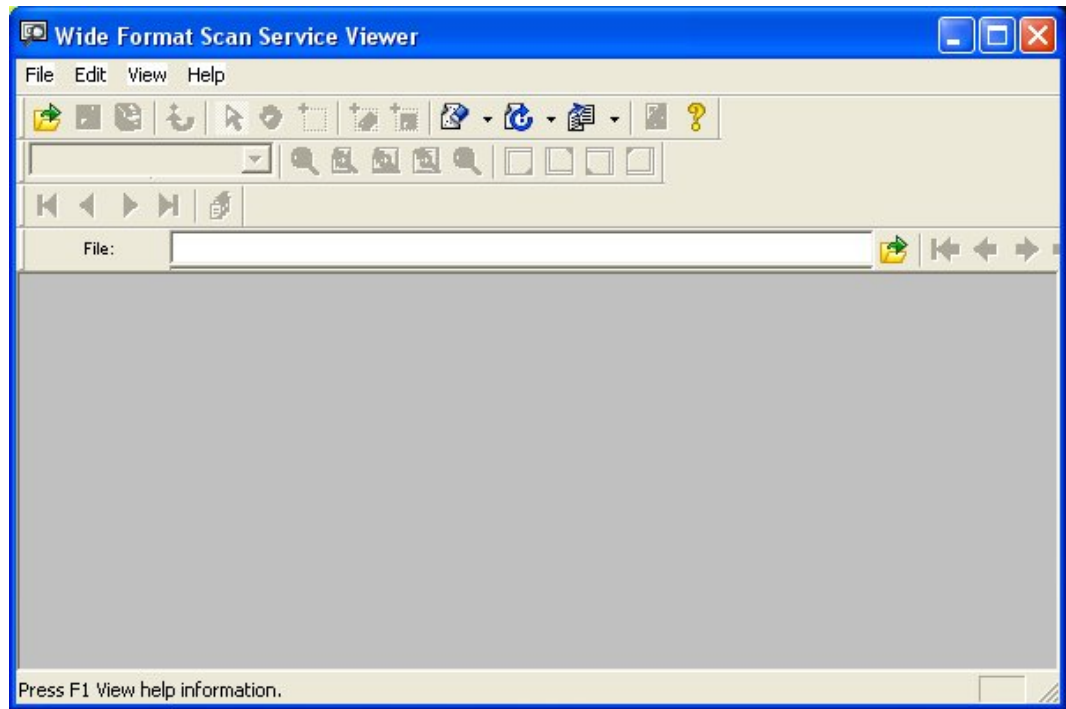 Wide Format Scan Service Viewer
File Edit View Help
File:
Press F1 View help information.